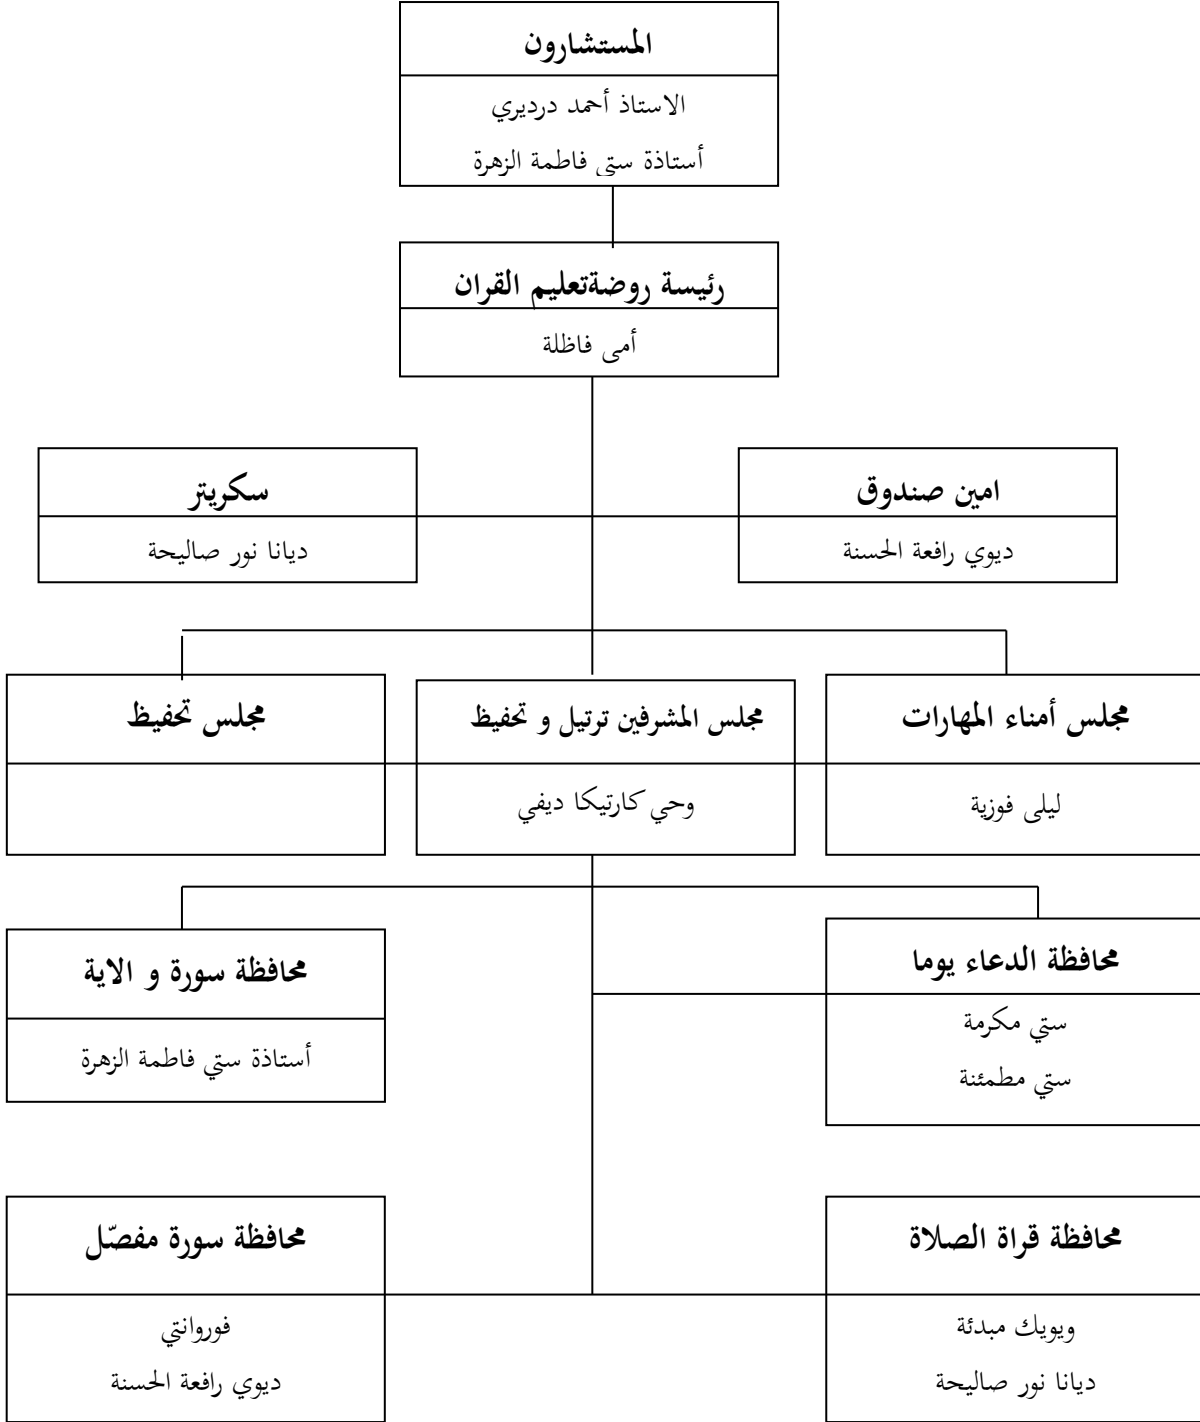 المستشارون
الاستاذ أحمد درديري
أستاذة ستي فاطمة الزهرة
رئيسة روضةتعليم القران
أمى فاظلة
امين صندوق
ديوي رافعة الحسنة
سكريتر
ديانا نور صاليحة
مجلس أمناء المهارات
ليلى فوزية
مجلس المشرفين ترتيل و تحفيظ
وحي كارتيكا ديفي
مجلس تحفيظ
محافظة الدعاء يوما
ستي مكرمة
ستي مطمئنة
محافظة سورة و الاية
أستاذة ستي فاطمة الزهرة
محافظة قراة الصلاة
ويويك مبدئة
ديانا نور صاليحة
محافظة سورة مفصّل
فوروانتي
ديوي رافعة الحسنة